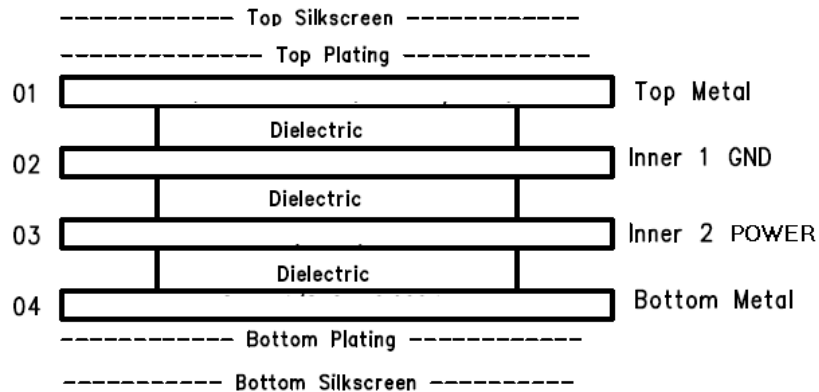 Top Silkscreen
Top Plating
01 Top Metal
Dielectric
02 Inner 1 GND
Dielectric
03 Inner 2 POWER
Dielectric
04 Bottom Metal
Bottom Plating
Bottom Silkscreen